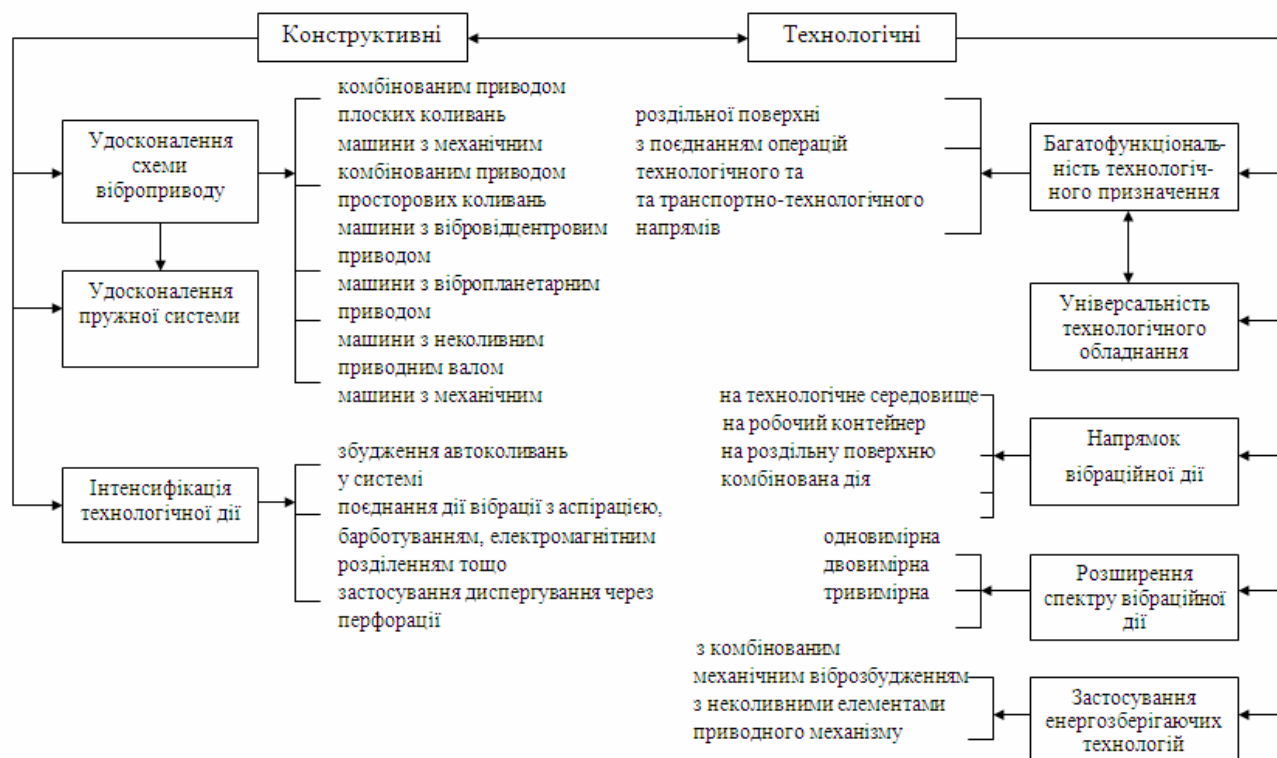 Конструктивні
Технологічні
Удосконалення
схеми
віброприводу
Удосконалення
пружної системи
Інтенсифікація
технологічної дії
комбінованим приводом
плоских коливань
машини з механічним
комбінованим приводом
просторових коливань
машини з вібровідцентровим
приводом
машини з вібропланетарним
приводом
машини з неколивним
приводним валом
машини з механічним
збудження автоколивань
у системі
поєднання дії вібрації з аспірацією,
барботуванням, електромагнітним
розділенням тощо
застосування диспергування через
перфорації
роздільної поверхні
з поєднанням операцій
технологічного та
та транспортно-технологічного
напрямів
на технологічне середовище
на робочий контейнер
на роздільну поверхню
комбінована дія
одновимірна
двовимірна
тривимірна
з комбінованим
механічним віброзбудженням
з неколивними елементами
приводного механізму
Багатофункціональ-
ність технологіч-
ного призначення
Універсальність
технологічного
обладнання
Напрямок
вібраційної дії
Розширення
спектру вібраційної
дії
Застосування
енергозберігаючих
технологій